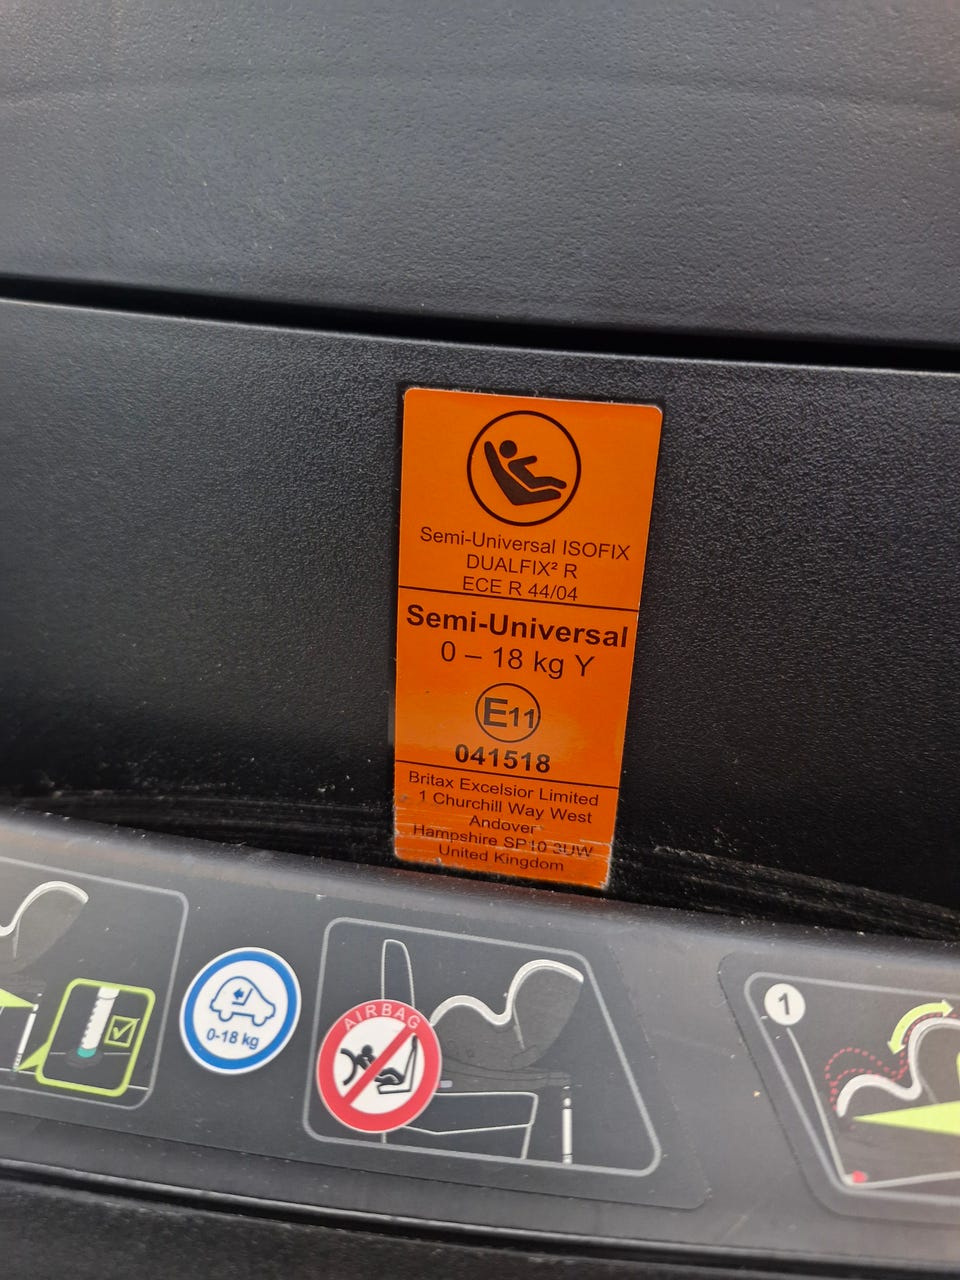 Semi-Universal ISOFIX
DUALFIX² R
ECE R 44/04
Semi-Universal
0 – 18 kg Y
E11
041518
Britax Excelsior Limited
1 Churchill Way West
Andover
Hampshire SP10 3UW
United Kingdom
0-18 kg
AIRBAG
1